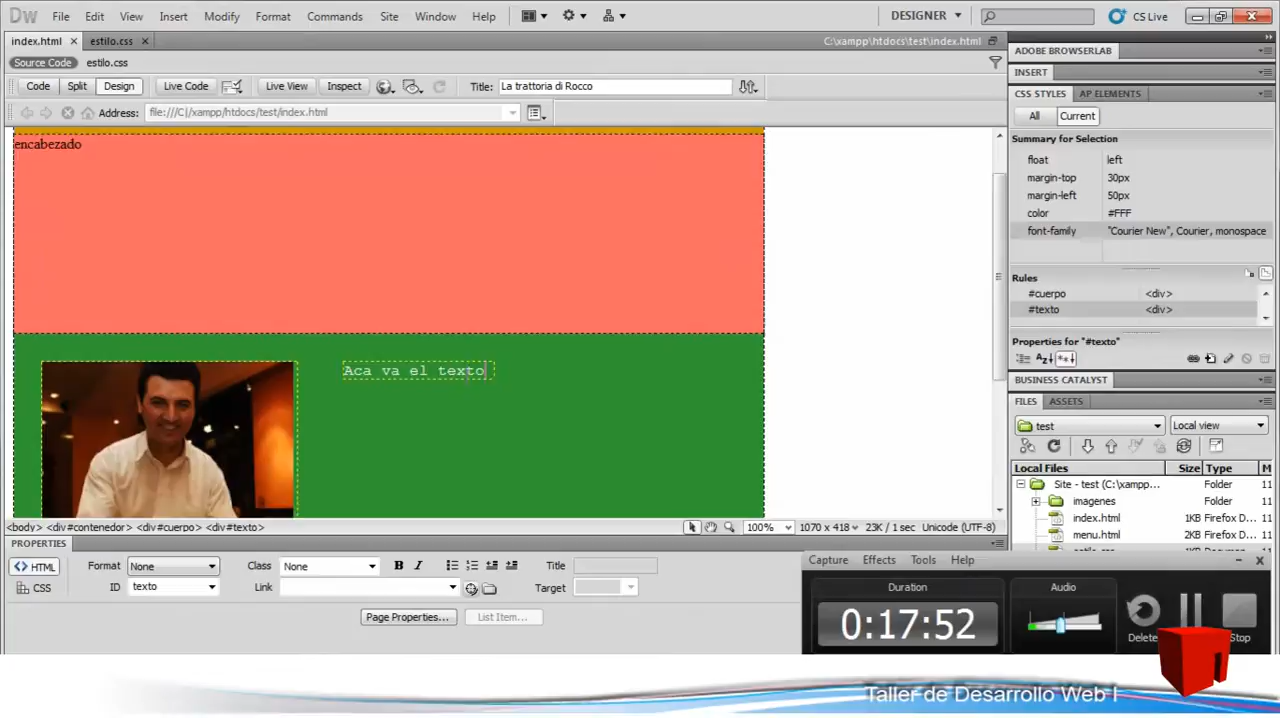 Dw File Edit View Insert Modify Format Commands Site Window Help DESIGNER CS Live
index.html estilo.css C:\xampp\htdocs\test\index.html
Source Code estilo.css
Code Split Design Live Code Live View Inspect Title: La trattoria di Rocco
Address: file:///C|/xampp/htdocs/test/index.html
encabezado
Aca va el texto
<body> <div#contenedor> <div#cuerpo> <div#texto> 100% 1070 x 418 23K / 1 sec Unicode (UTF-8)
PROPERTIES
HTML Format None Class None B I Title
CSS ID texto Link Target
Page Properties... List Item...
ADOBE BROWSERLAB
INSERT
CSS STYLES AP ELEMENTS
All Current
Summary for Selection
float left
margin-top 30px
margin-left 50px
color #FFF
font-family "Courier New", Courier, monospace
Rules
#cuerpo <div>
#texto <div>
Properties for "#texto"
BUSINESS CATALYST
FILES ASSETS
test Local view
Local Files Size Type M
Site - test (C:\xampp... Folder 11
imagenes Folder 11
index.html 1KB Firefox D... 11
menu.html 2KB Firefox D... 11
Capture Effects Tools Help
Duration Audio
0:17:52
Delete Stop
Taller de Desarrollo Web I